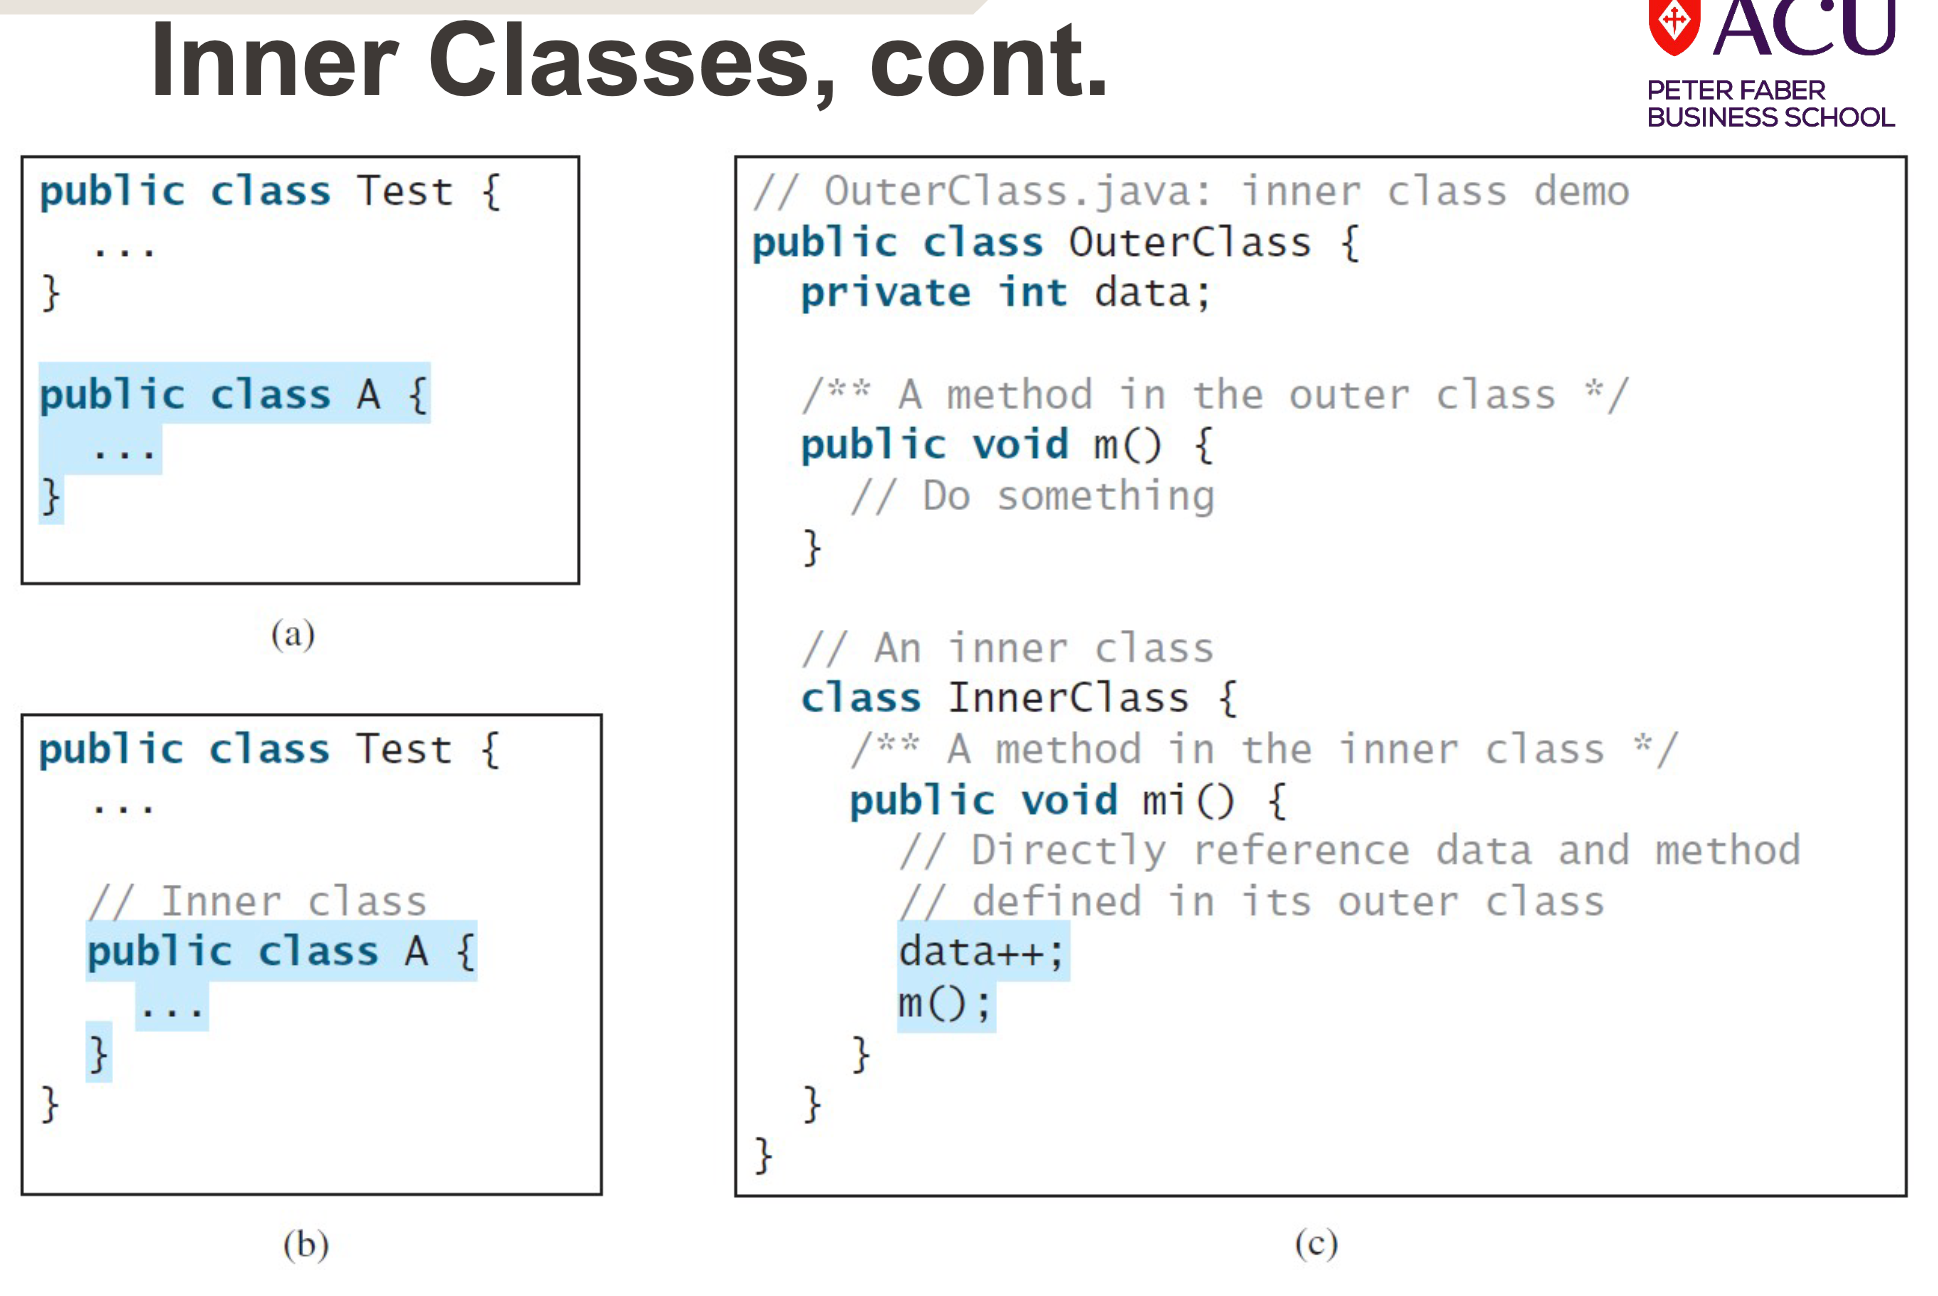 Inner Classes, cont.
ACU
PETER FABER
BUSINESS SCHOOL
public class Test {
  ...
}
public class A {
  ...
}
(a)
public class Test {
  ...
  // Inner class
  public class A {
    ...
  }
}
(b)
// OuterClass.java: inner class demo
public class OuterClass {
  private int data;
  /** A method in the outer class */
  public void m() {
    // Do something
  }
  // An inner class
  class InnerClass {
    /** A method in the inner class */
    public void mi() {
      // Directly reference data and method
      // defined in its outer class
      data++;
      m();
    }
  }
}
(c)